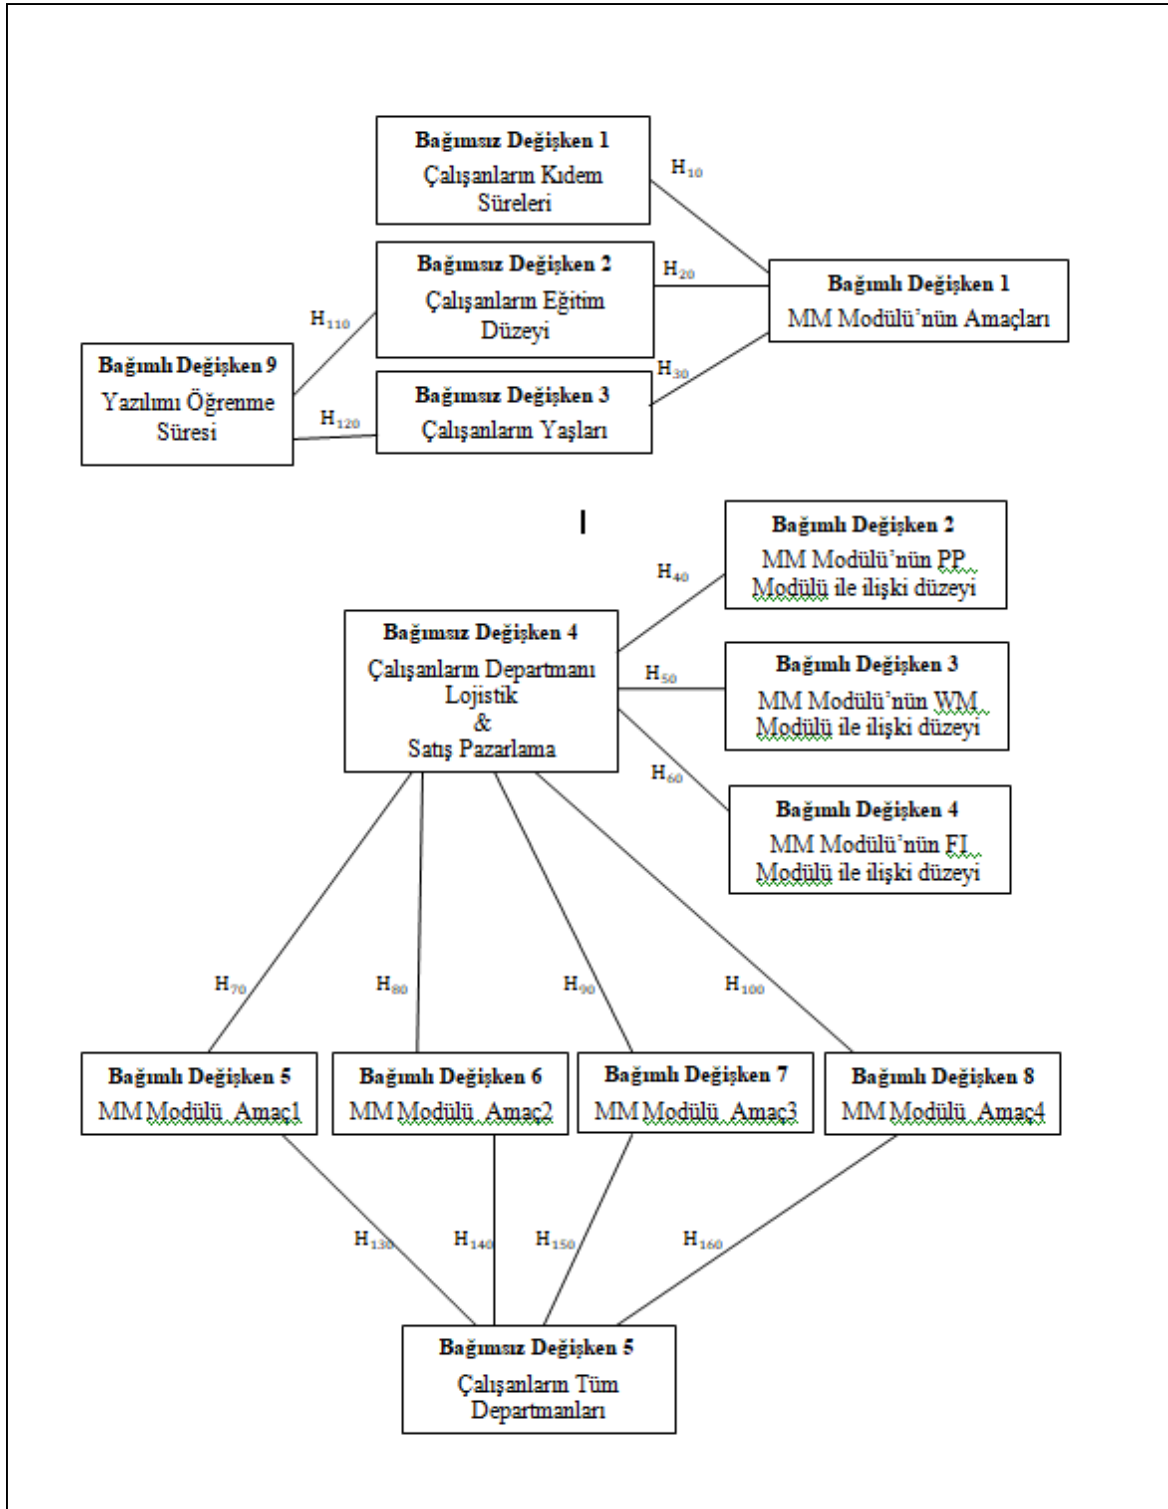 Bağımsız Değişken 1
Çalışanların Kıdem
Süreleri
H₁₀
Bağımsız Değişken 2
Çalışanların Eğitim
Düzeyi
H₂₀
Bağımlı Değişken 1
MM Modülü’nün Amaçları
H₁₁₀
Bağımlı Değişken 9
Yazılımı Öğrenme
Süresi
H₃₀
Bağımsız Değişken 3
Çalışanların Yaşları
H₁₂₀
Bağımlı Değişken 2
MM Modülü’nün PP
Modülü ile ilişki düzeyi
H₄₀
Bağımsız Değişken 4
Çalışanların Departmanı
Lojistik
&
Satış Pazarlama
H₅₀
Bağımlı Değişken 3
MM Modülü’nün WM
Modülü ile ilişki düzeyi
H₆₀
Bağımlı Değişken 4
MM Modülü’nün FI
Modülü ile ilişki düzeyi
H₇₀
H₈₀
H₉₀
H₁₀₀
Bağımlı Değişken 5
MM Modülü Amaç1
Bağımlı Değişken 6
MM Modülü Amaç2
Bağımlı Değişken 7
MM Modülü Amaç3
Bağımlı Değişken 8
MM Modülü Amaç4
H₁₃₀
H₁₄₀
H₁₅₀
H₁₆₀
Bağımsız Değişken 5
Çalışanların Tüm
Departmanları